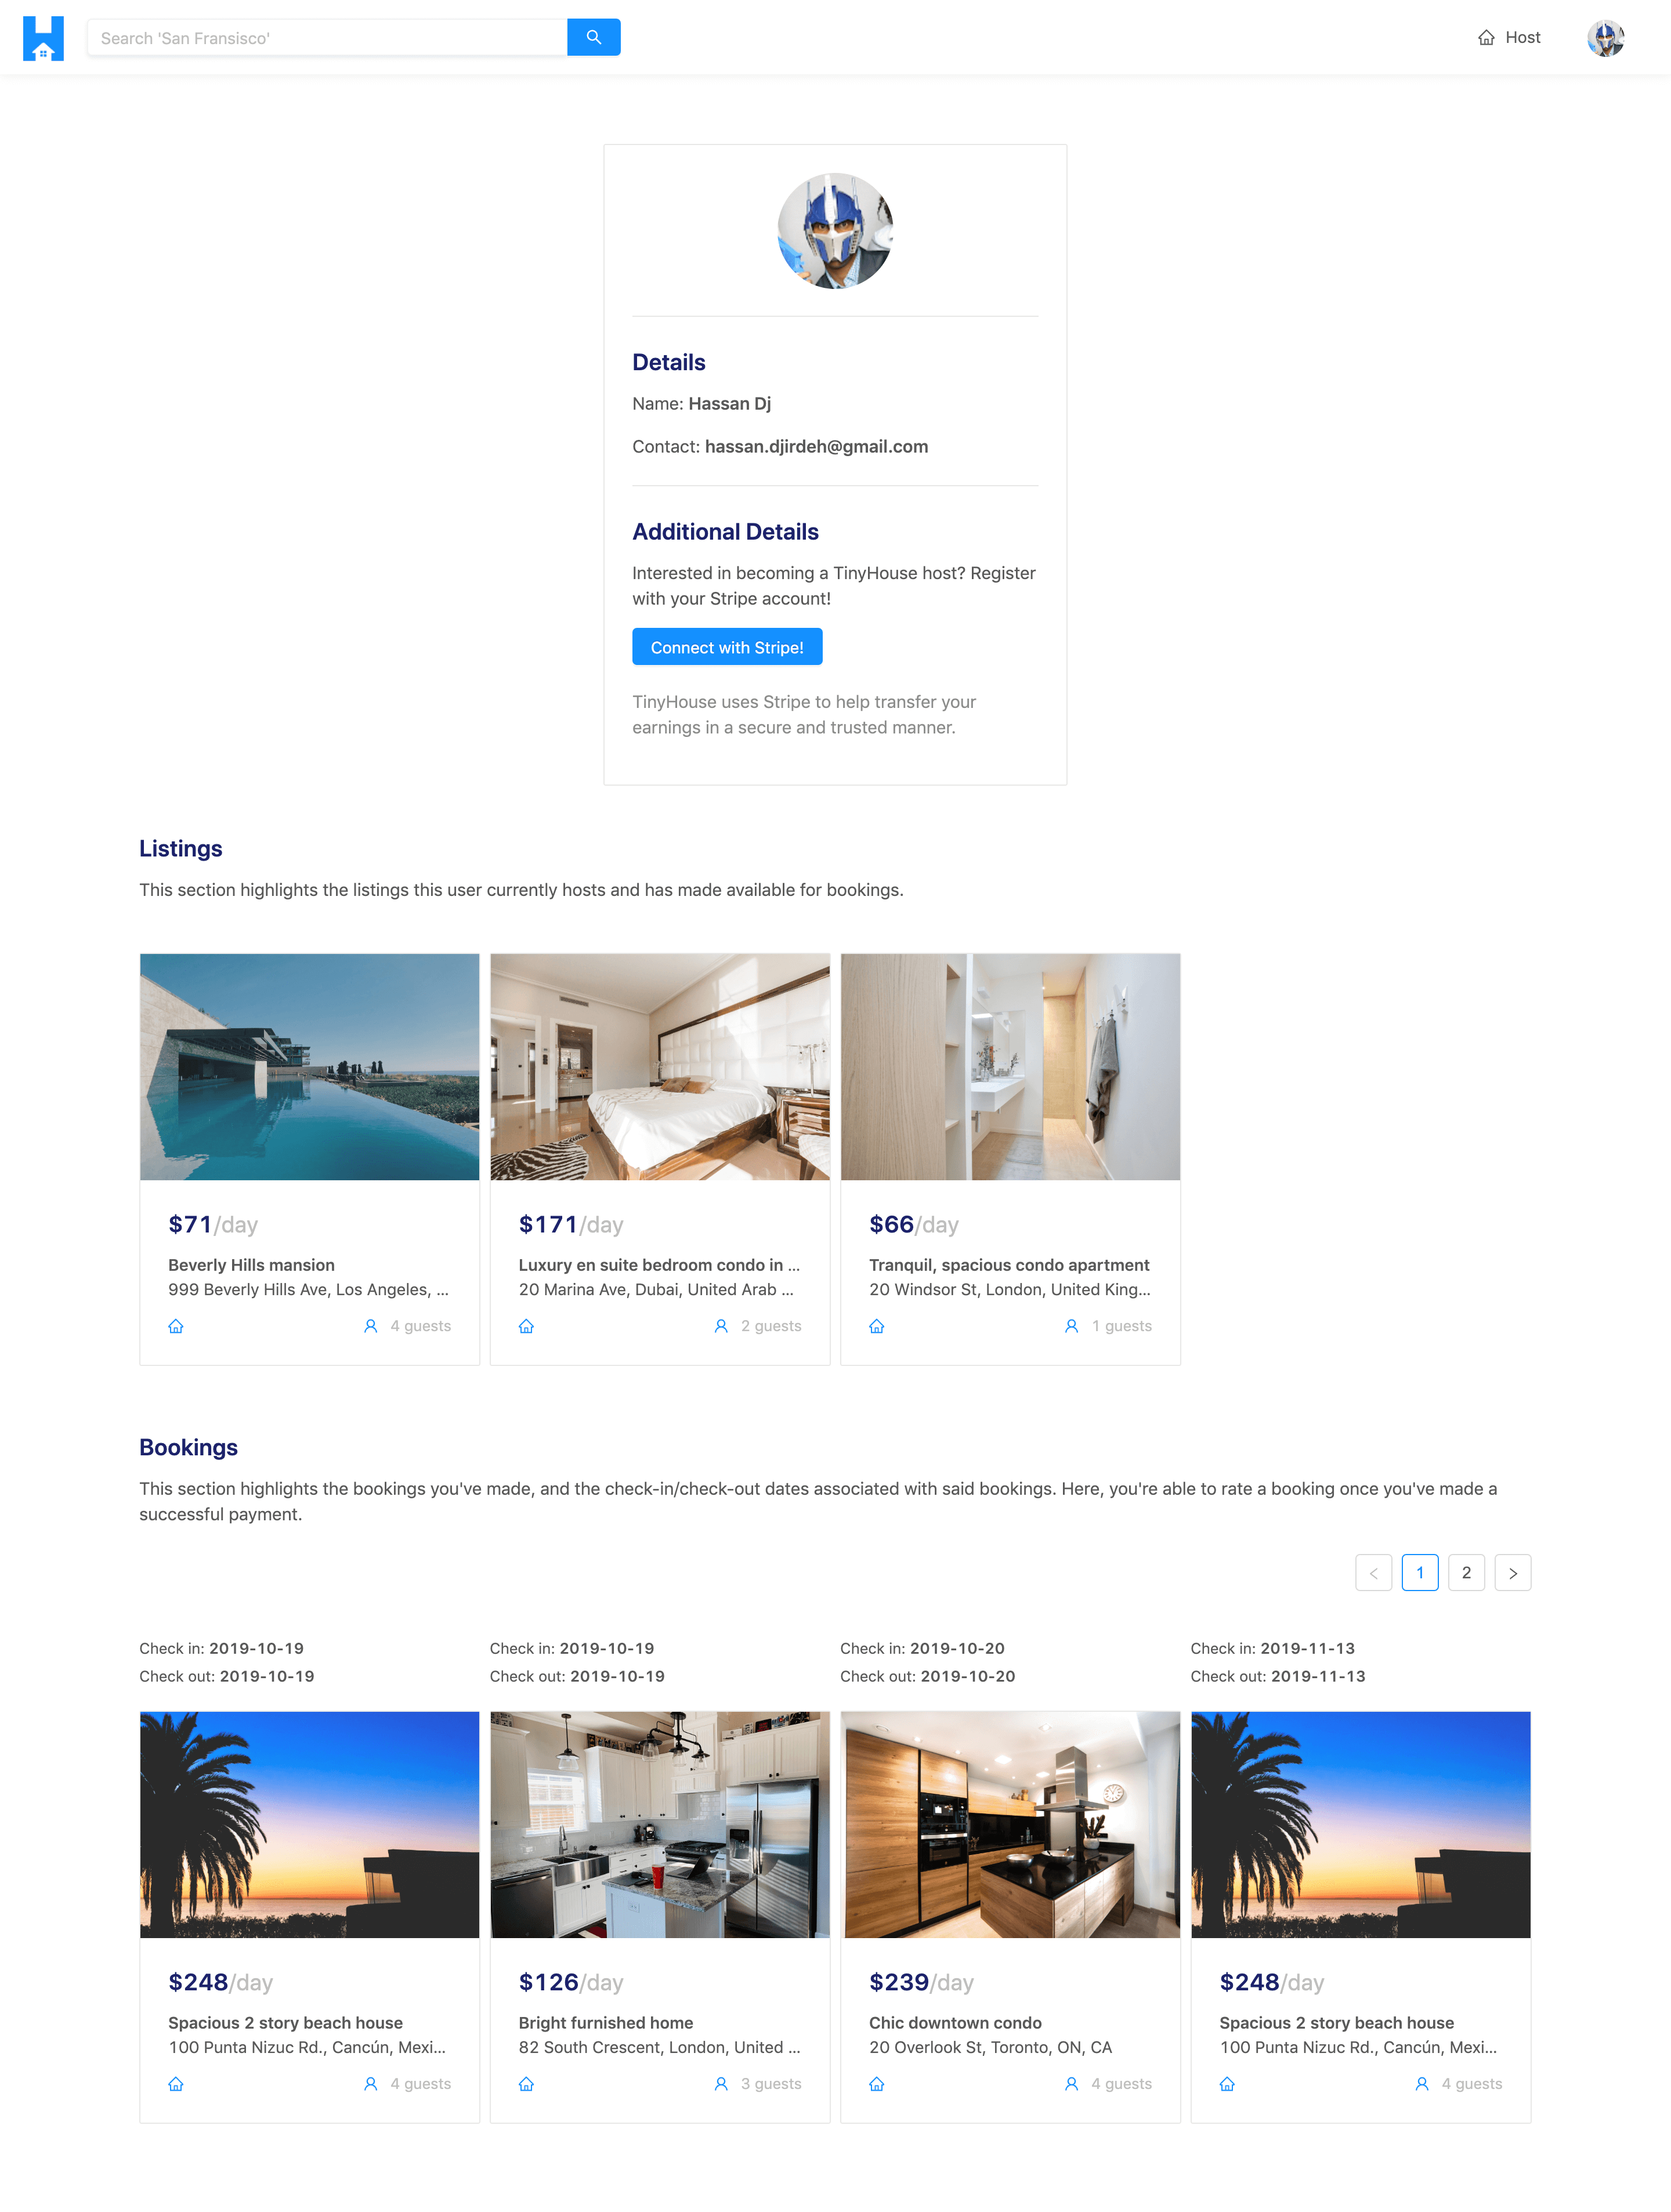 Search 'San Fransisco'
Host
Details
Name: Hassan Dj
Contact: hassan.djirdeh@gmail.com
Additional Details
Interested in becoming a TinyHouse host? Register
with your Stripe account!
Connect with Stripe!
TinyHouse uses Stripe to help transfer your
earnings in a secure and trusted manner.
Listings
This section highlights the listings this user currently hosts and has made available for bookings.
$71/day
Beverly Hills mansion
999 Beverly Hills Ave, Los Angeles, ...
4 guests
$171/day
Luxury en suite bedroom condo in ...
20 Marina Ave, Dubai, United Arab ...
2 guests
$66/day
Tranquil, spacious condo apartment
20 Windsor St, London, United King...
1 guests
Bookings
This section highlights the bookings you've made, and the check-in/check-out dates associated with said bookings. Here, you're able to rate a booking once you've made a
successful payment.
< 1 2 >
Check in: 2019-10-19
Check out: 2019-10-19
$248/day
Spacious 2 story beach house
100 Punta Nizuc Rd., Cancún, Mexi...
4 guests
Check in: 2019-10-19
Check out: 2019-10-19
$126/day
Bright furnished home
82 South Crescent, London, United ...
3 guests
Check in: 2019-10-20
Check out: 2019-10-20
$239/day
Chic downtown condo
20 Overlook St, Toronto, ON, CA
4 guests
Check in: 2019-11-13
Check out: 2019-11-13
$248/day
Spacious 2 story beach house
100 Punta Nizuc Rd., Cancún, Mexi...
4 guests